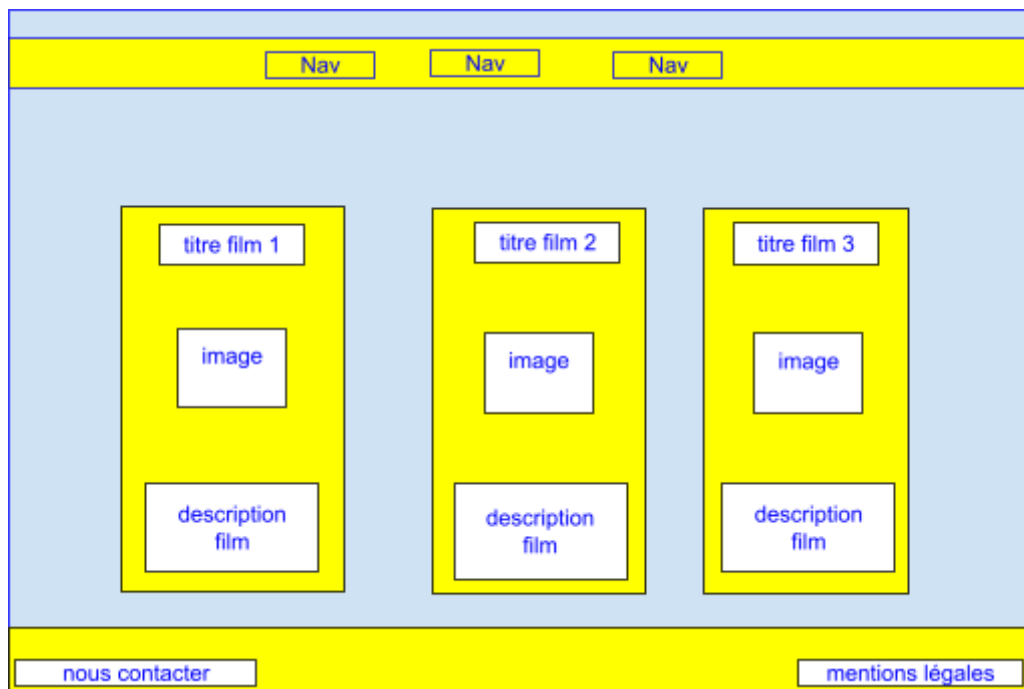 Nav
Nav
Nav
titre film 1
titre film 2
titre film 3
image
image
image
description
film
description
film
description
film
nous contacter
mentions légales